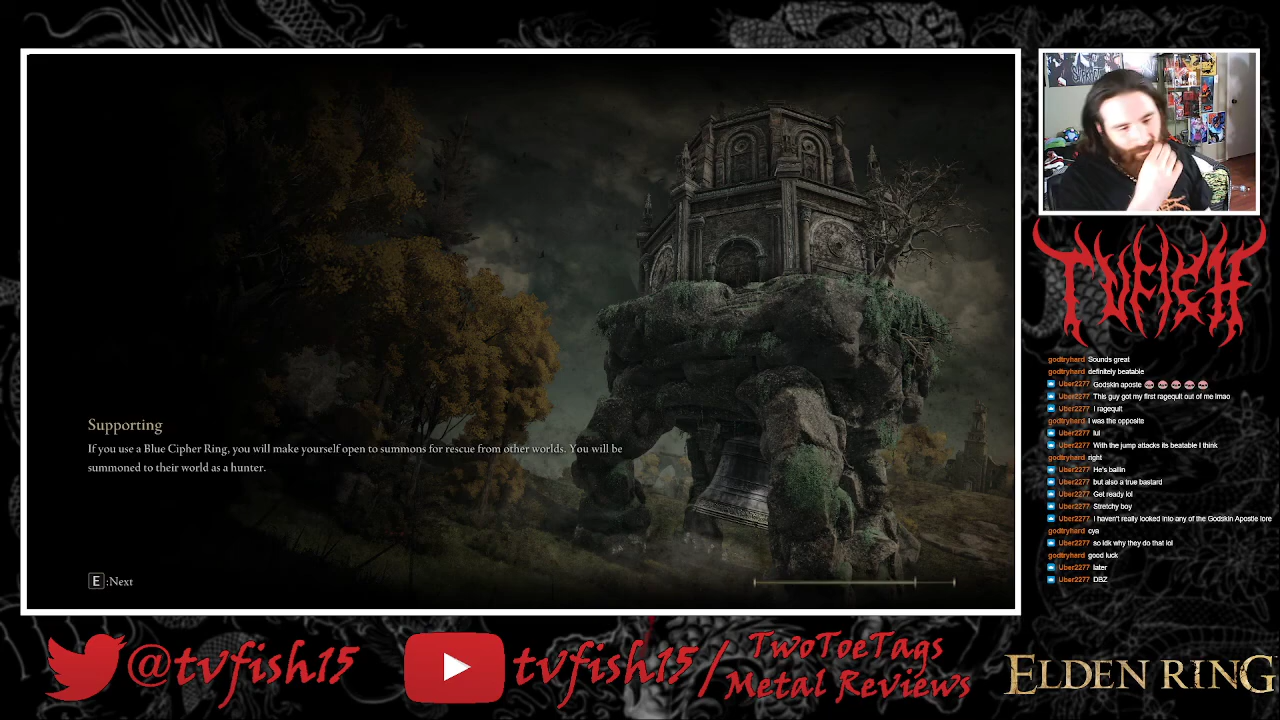 Supporting
If you use a Blue Cipher Ring, you will make yourself open to summons for rescue from other worlds. You will be
summoned to their world as a hunter.
E:Next
TVFISH
godtryhard Sounds great
godtryhard definitely beatable
Uber2277 Godskin aposte
Uber2277 This guy got my first ragequit out of me lmao
Uber2277 I ragequit
godtryhard I was the opposite
Uber2277 lul
Uber2277 With the jump attacks its beatable I think
godtryhard right
Uber2277 He's ballin
Uber2277 but also a true bastard
Uber2277 Get ready lol
Uber2277 Stretchy boy
Uber2277 I haven't really looked into any of the Godskin Apostle lore
godtryhard cya
Uber2277 so idk why they do that lol
godtryhard good luck
Uber2277 later
Uber2277 DBZ
@tvfish15
tvfish15 / TwoToeTags
Metal Reviews
ELDEN RING